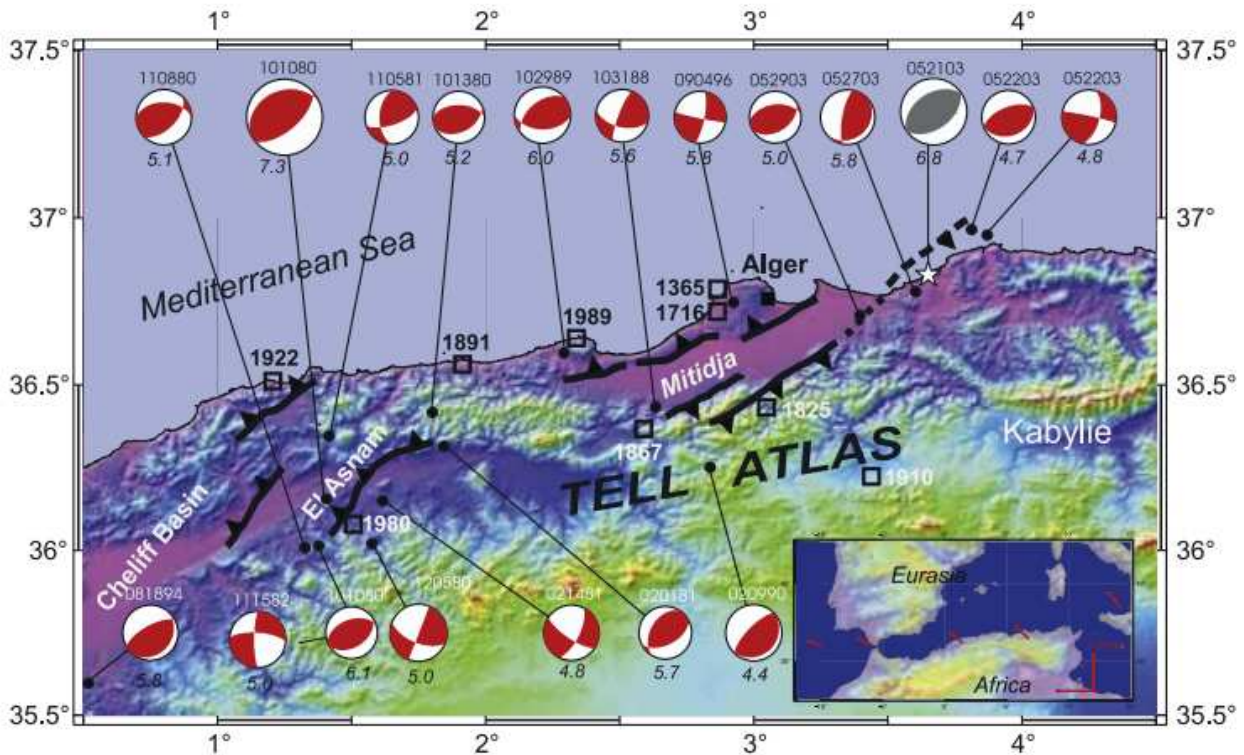 1° 2° 3° 4°
37.5° 37.5°
110880 101080 110581 101380 102989 103188 090496 052903 052703 052103 052203 052203
5.1 7.3 5.0 5.2 6.0 5.6 5.8 5.0 5.8 6.8 4.7 4.8
37° 37°
Mediterranean Sea
Alger
1365
1716
1989
1922
1891
36.5° 36.5°
Mitidja
1825
1867
Kabylie
El Asnam
TELL ATLAS
1910
Cheliff Basin
1980
36° 36°
081894 111582 101080 120580 021481 020181 020990
5.8 5.0 6.1 5.0 4.8 5.7 4.4
Eurasia
Africa
35.5° 35.5°
1° 2° 3° 4°